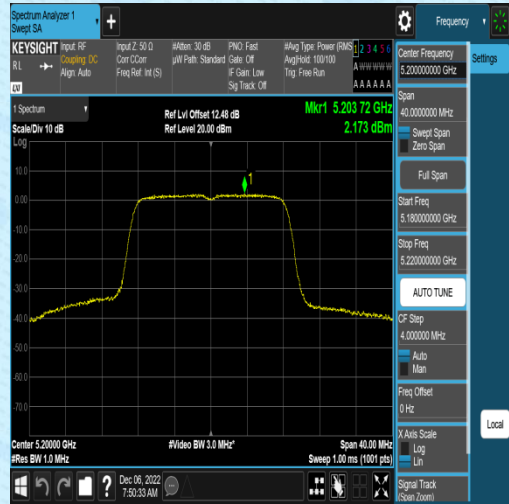 Spectrum Analyzer 1
Swept SA
+
Frequency
KEYSIGHT
Input: RF
Input Z: 50 Ω
#Atten: 30 dB
PNO: Fast
#Avg Type: Power (RMS
1 2 3 4 5 6
RL
Coupling: DC
Corr CCorr
µW Path: Standard
Gate: Off
Avg|Hold: 100/100
A W W W W W
Align: Auto
Freq Ref: Int (S)
IF Gain: Low
Trig: Free Run
Sig Track: Off
A A A A A A
LXI
1 Spectrum
Scale/Div 10 dB
Ref Lvl Offset 12.48 dB
Ref Level 20.00 dBm
Mkr1 5.203 72 GHz
2.173 dBm
Log
1
10.0
0.00
-10.0
-20.0
-30.0
-40.0
-50.0
-60.0
-70.0
Center 5.20000 GHz
#Video BW 3.0 MHz*
Span 40.00 MHz
#Res BW 1.0 MHz
Sweep 1.00 ms (1001 pts)
Dec 06, 2022
7:50:33 AM
?
Center Frequency
5.200000000 GHz
Settings
Span
40.0000000 MHz
Swept Span
Zero Span
Full Span
Start Freq
5.180000000 GHz
Stop Freq
5.220000000 GHz
AUTO TUNE
CF Step
4.000000 MHz
Auto
Man
Freq Offset
0 Hz
X Axis Scale
Log
Lin
Local
Signal Track
(Span Zoom)